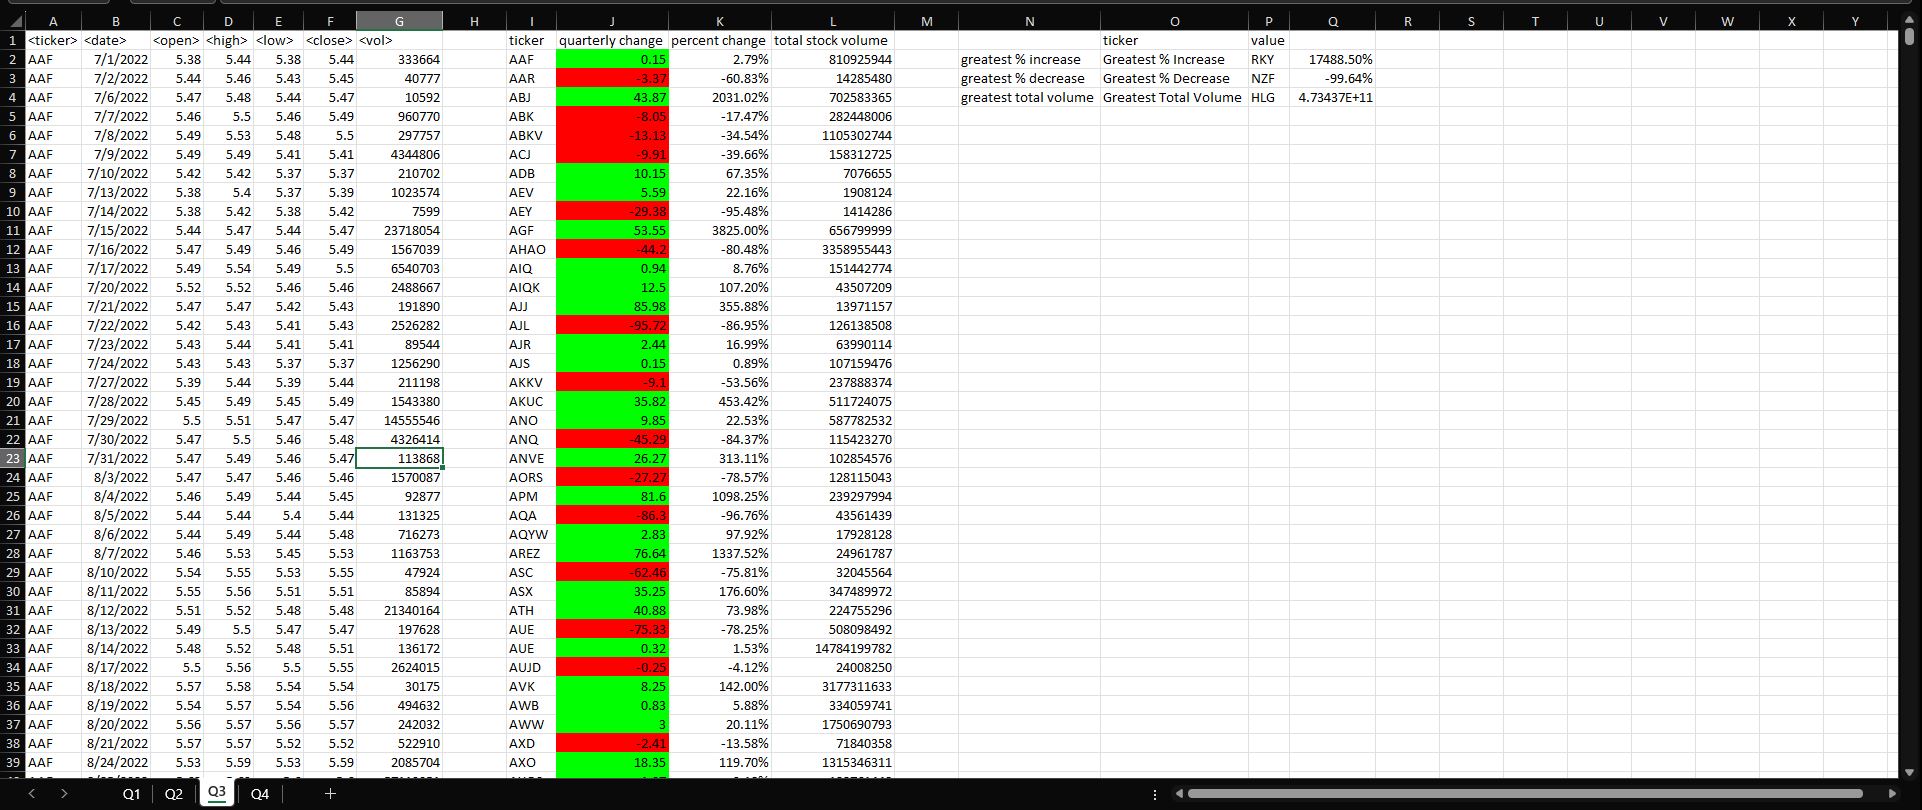 A B C D E F G H I J K L M N O P Q R S T U V W X Y
1 <ticker> <date> <open> <high> <low> <close> <vol> ticker quarterly change percent change total stock volume ticker value
2 AAF 7/1/2022 5.38 5.44 5.38 5.44 333664 AAF 0.15 2.79% 810925944 greatest % increase Greatest % Increase RKY 17488.50%
3 AAF 7/2/2022 5.44 5.46 5.43 5.45 40777 AAR -3.37 -60.83% 14285480 greatest % decrease Greatest % Decrease NZF -99.64%
4 AAF 7/6/2022 5.47 5.48 5.44 5.47 10592 ABJ 43.87 2031.02% 702583365 greatest total volume Greatest Total Volume HLG 4.73437E+11
5 AAF 7/7/2022 5.46 5.5 5.46 5.49 960770 ABK -8.05 -17.47% 282448006
6 AAF 7/8/2022 5.49 5.53 5.48 5.5 297757 ABKV -13.13 -34.54% 1105302744
7 AAF 7/9/2022 5.49 5.49 5.41 5.41 4344806 ACJ -9.91 -39.66% 158312725
8 AAF 7/10/2022 5.42 5.42 5.37 5.37 210702 ADB 10.15 67.35% 7076655
9 AAF 7/13/2022 5.38 5.4 5.37 5.39 1023574 AEV 5.59 22.16% 1908124
10 AAF 7/14/2022 5.38 5.42 5.38 5.42 7599 AEY -29.38 -95.48% 1414286
11 AAF 7/15/2022 5.44 5.47 5.44 5.47 23718054 AGF 53.55 3825.00% 656799999
12 AAF 7/16/2022 5.47 5.49 5.46 5.49 1567039 AHAO -44.2 -80.48% 3358955443
13 AAF 7/17/2022 5.49 5.54 5.49 5.5 6540703 AIQ 0.94 8.76% 151442774
14 AAF 7/20/2022 5.52 5.52 5.46 5.46 2488667 AIQK 12.5 107.20% 43507209
15 AAF 7/21/2022 5.47 5.47 5.42 5.43 191890 AJJ 85.98 355.88% 13971157
16 AAF 7/22/2022 5.42 5.43 5.41 5.43 2526282 AJL -95.72 -86.95% 126138508
17 AAF 7/23/2022 5.43 5.44 5.41 5.41 89544 AJR 2.44 16.99% 63990114
18 AAF 7/24/2022 5.43 5.43 5.37 5.37 1256290 AJS 0.15 0.89% 107159476
19 AAF 7/27/2022 5.39 5.44 5.39 5.44 211198 AKKV -9.1 -53.56% 237888374
20 AAF 7/28/2022 5.45 5.49 5.45 5.49 1543380 AKUC 35.82 453.42% 511724075
21 AAF 7/29/2022 5.5 5.51 5.47 5.47 14555546 ANO 9.85 22.53% 587782532
22 AAF 7/30/2022 5.47 5.5 5.46 5.48 4326414 ANQ -45.29 -84.37% 115423270
23 AAF 7/31/2022 5.47 5.49 5.46 5.47 113868 ANVE 26.27 313.11% 102854576
24 AAF 8/3/2022 5.47 5.47 5.46 5.46 1570087 AORS -27.27 -78.57% 128115043
25 AAF 8/4/2022 5.46 5.49 5.44 5.45 92877 APM 81.6 1098.25% 239297994
26 AAF 8/5/2022 5.44 5.44 5.4 5.44 131325 AQA -86.3 -96.76% 43561439
27 AAF 8/6/2022 5.44 5.49 5.44 5.48 716273 AQYW 2.83 97.92% 17928128
28 AAF 8/7/2022 5.46 5.53 5.45 5.53 1163753 AREZ 76.64 1337.52% 24961787
29 AAF 8/10/2022 5.54 5.55 5.53 5.55 47924 ASC -62.46 -75.81% 32045564
30 AAF 8/11/2022 5.55 5.56 5.51 5.51 85894 ASX 35.25 176.60% 347489972
31 AAF 8/12/2022 5.51 5.52 5.48 5.48 21340164 ATH 40.88 73.98% 224755296
32 AAF 8/13/2022 5.49 5.5 5.47 5.47 197628 AUE -75.33 -78.25% 508098492
33 AAF 8/14/2022 5.48 5.52 5.48 5.51 136172 AUE 0.32 1.53% 14784199782
34 AAF 8/17/2022 5.5 5.56 5.5 5.55 2624015 AUJD -0.25 -4.12% 24008250
35 AAF 8/18/2022 5.57 5.58 5.54 5.54 30175 AVK 8.25 142.00% 3177311633
36 AAF 8/19/2022 5.54 5.57 5.54 5.56 494632 AWB 0.83 5.88% 334059741
37 AAF 8/20/2022 5.56 5.57 5.56 5.57 242032 AWW 3 20.11% 1750690793
38 AAF 8/21/2022 5.57 5.57 5.52 5.52 522910 AXD -2.41 -13.58% 71840358
39 AAF 8/24/2022 5.53 5.59 5.53 5.59 2085704 AXO 18.35 119.70% 1315346311
Q1 Q2 Q3 Q4